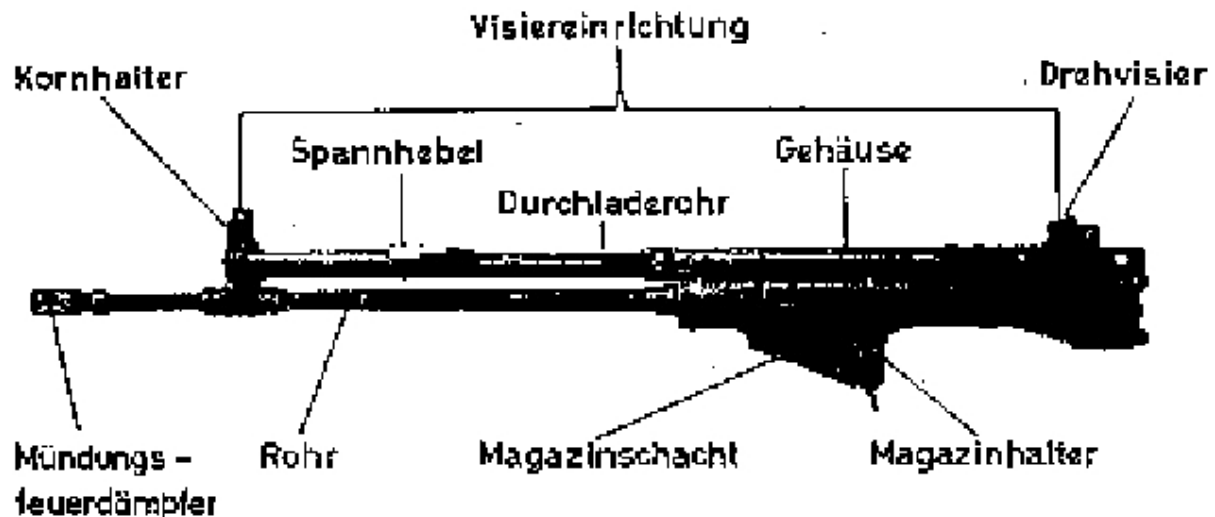 Visiereinrichtung
Kornhalter
Drehvisier
Spannhebel
Gehäuse
Durchladerohr
Mündungs-
feuerdämpfer
Rohr
Magazinschacht
Magazinhalter